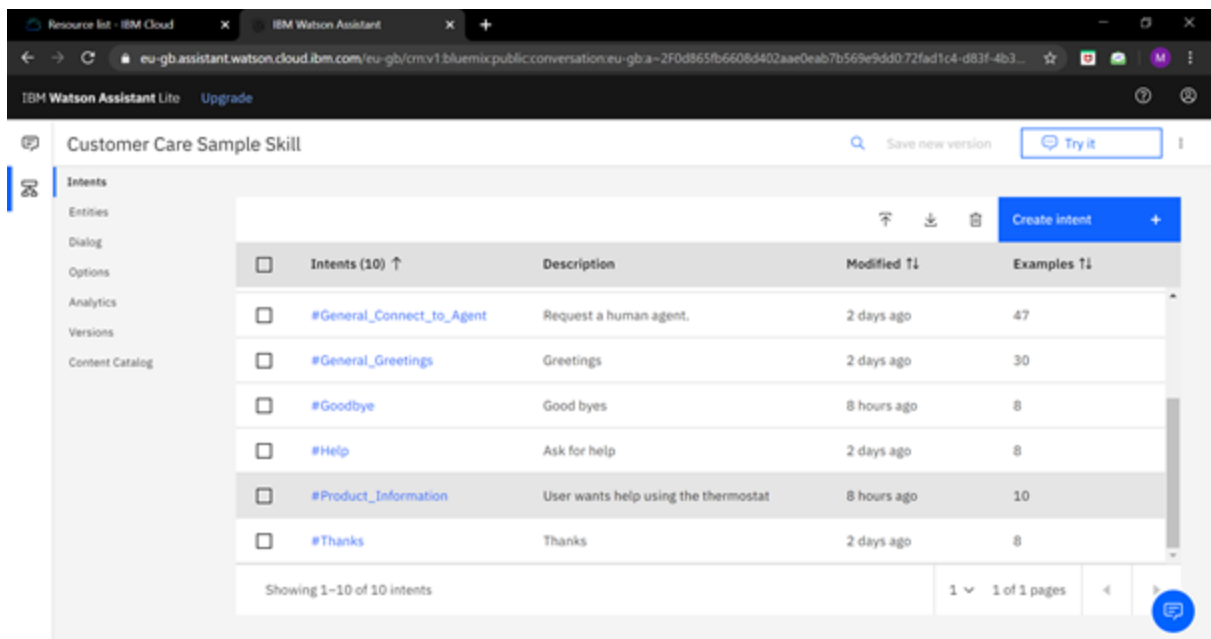 Resource list - IBM Cloud
IBM Watson Assistant
eu-gb.assistant.watson.cloud.ibm.com/eu-gb/crn:v1:bluemix:public:conversation:eu-gb:a~2F0d865fb6608d402aae0eab7b569e9dd0:72fad1c4-d83f-4b3...
M
IBM Watson Assistant Lite Upgrade
Customer Care Sample Skill
Save new version
Try it
Intents
Entities
Dialog
Options
Analytics
Versions
Content Catalog
Create intent +
Intents (10) Description Modified Examples
#General_Connect_to_Agent Request a human agent. 2 days ago 47
#General_Greetings Greetings 2 days ago 30
#Goodbye Good byes 8 hours ago 8
#Help Ask for help 2 days ago 8
#Product_Information User wants help using the thermostat 8 hours ago 10
#Thanks Thanks 2 days ago 8
Showing 1–10 of 10 intents
1 1 of 1 pages